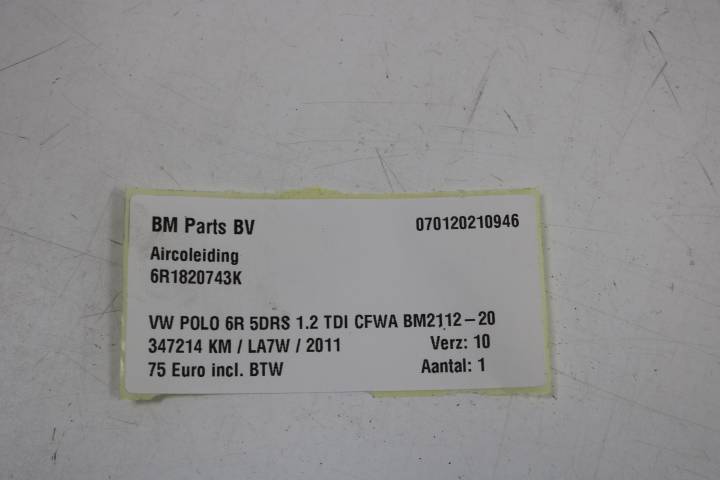 BM Parts BV 070120210946
Aircoleiding
6R1820743K
VW POLO 6R 5DRS 1.2 TDI CFWA BM2112-20
347214 KM / LA7W / 2011 Verz: 10
75 Euro incl. BTW Aantal: 1